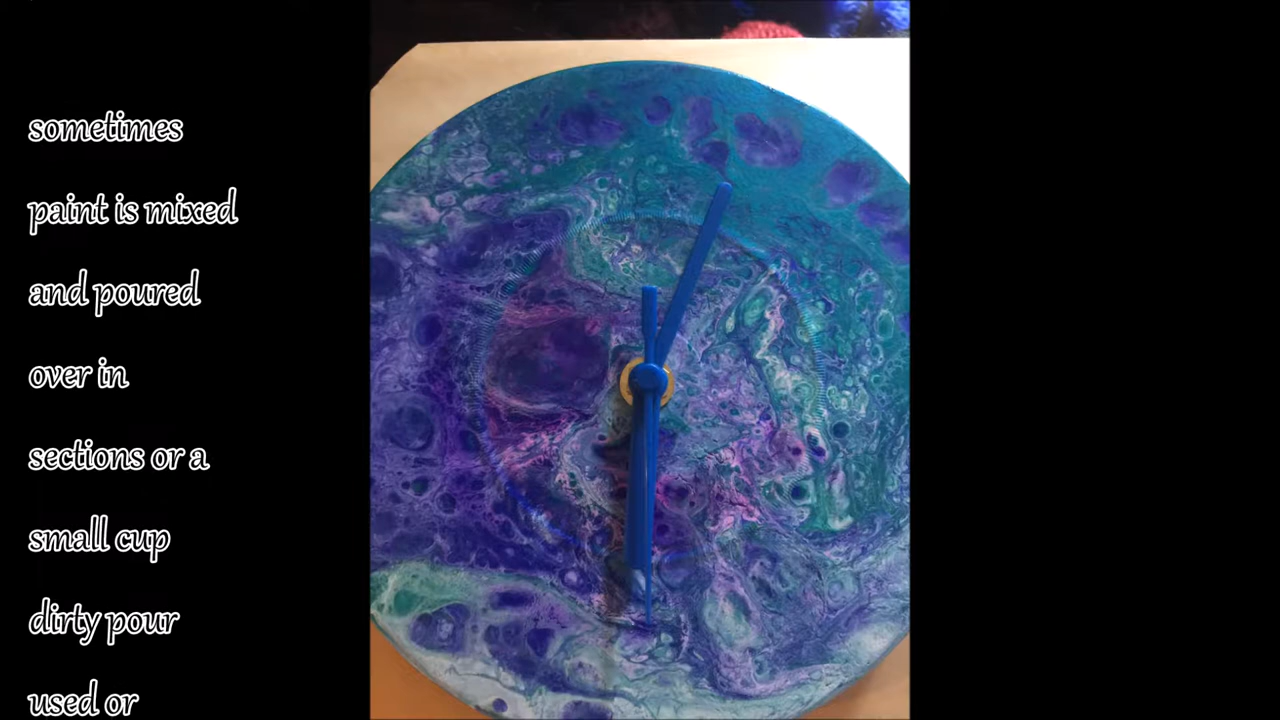 sometimes
paint is mixed
and poured
over in
sections or a
small cup
dirty pour
used or